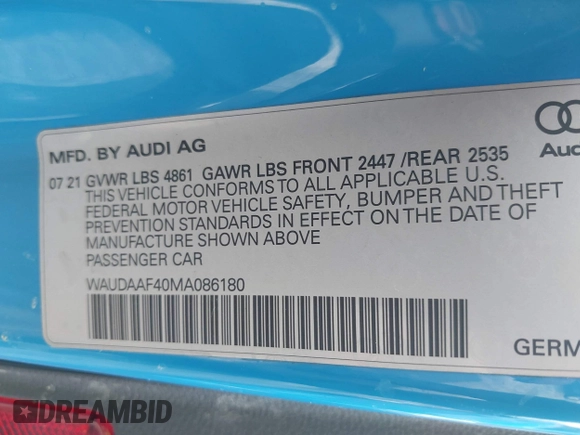 MFD. BY AUDI AG
07 21 GVWR LBS 4861 GAWR LBS FRONT 2447 /REAR 2535
THIS VEHICLE CONFORMS TO ALL APPLICABLE U.S.
FEDERAL MOTOR VEHICLE SAFETY, BUMPER AND THEFT
PREVENTION STANDARDS IN EFFECT ON THE DATE OF
MANUFACTURE SHOWN ABOVE
PASSENGER CAR
WAUDAAF40MA086180
Aud
GERM
DREAMBID